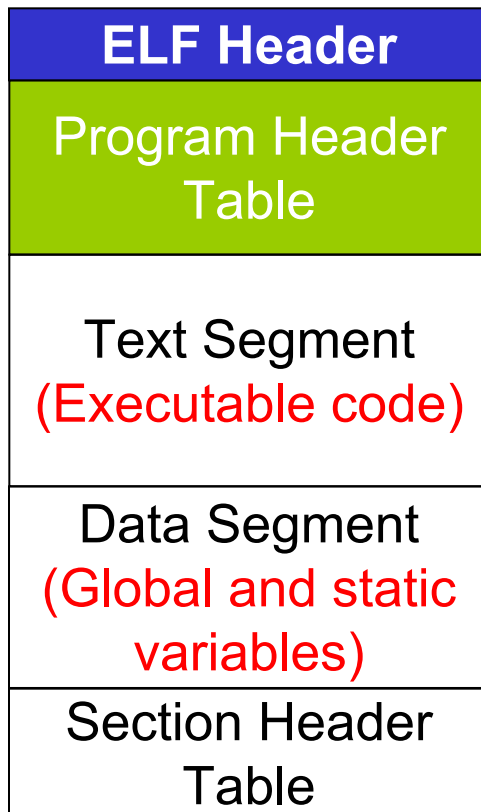 ELF Header
Program Header
Table
Text Segment
(Executable code)
Data Segment
(Global and static
variables)
Section Header
Table